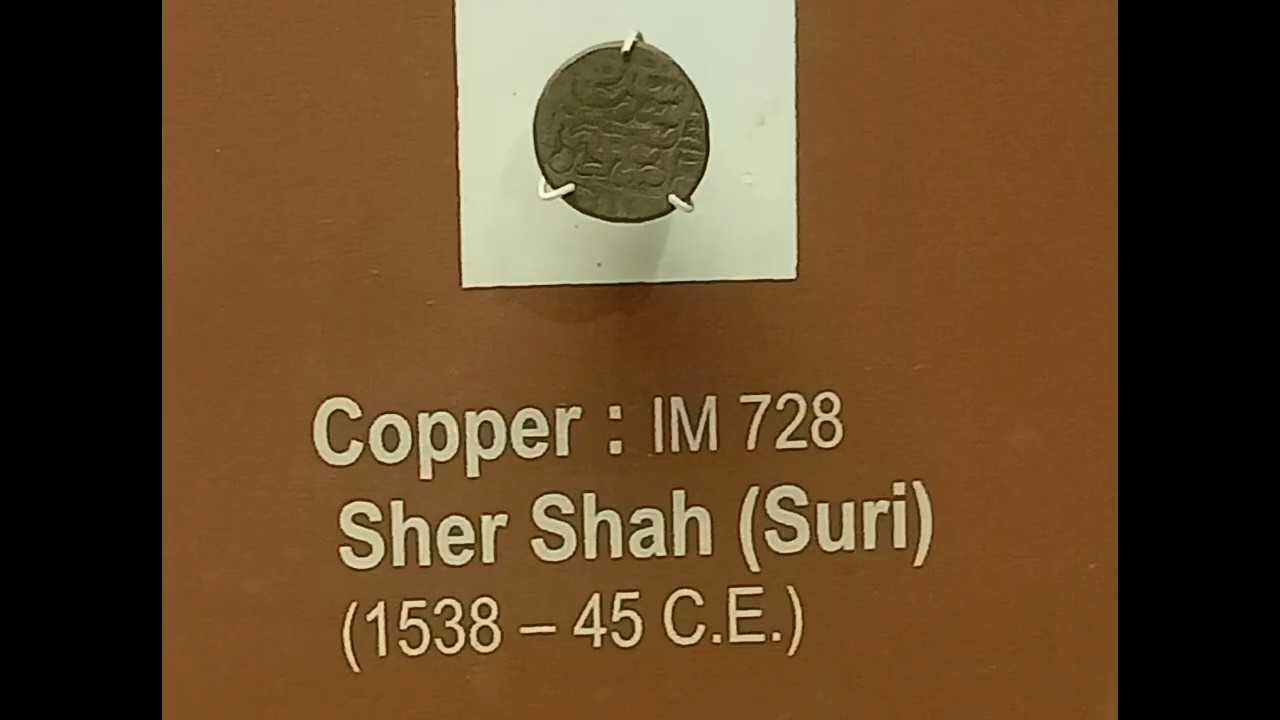 Copper : IM 728
Sher Shah (Suri)
(1538 – 45 C.E.)